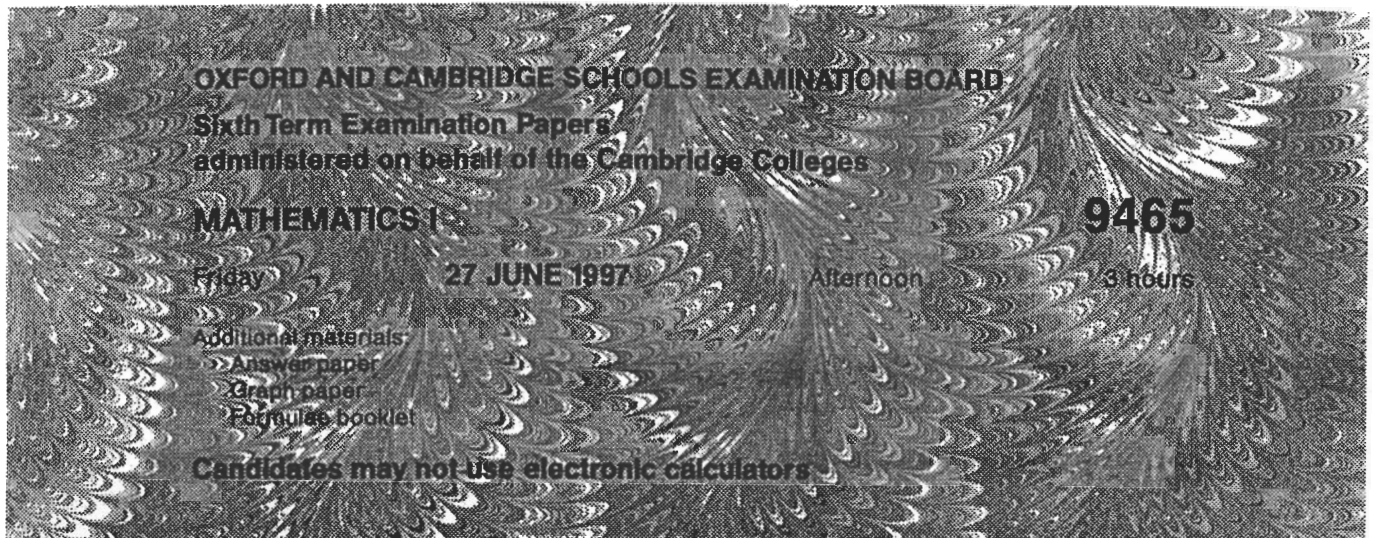 OXFORD AND CAMBRIDGE SCHOOLS EXAMINATION BOARD
Sixth Term Examination Papers
administered on behalf of the Cambridge Colleges
MATHEMATICS I 9465
Friday 27 JUNE 1997 Afternoon 3 hours
Additional materials:
Answer paper
Graph paper
Formulae booklet
Candidates may not use electronic calculators